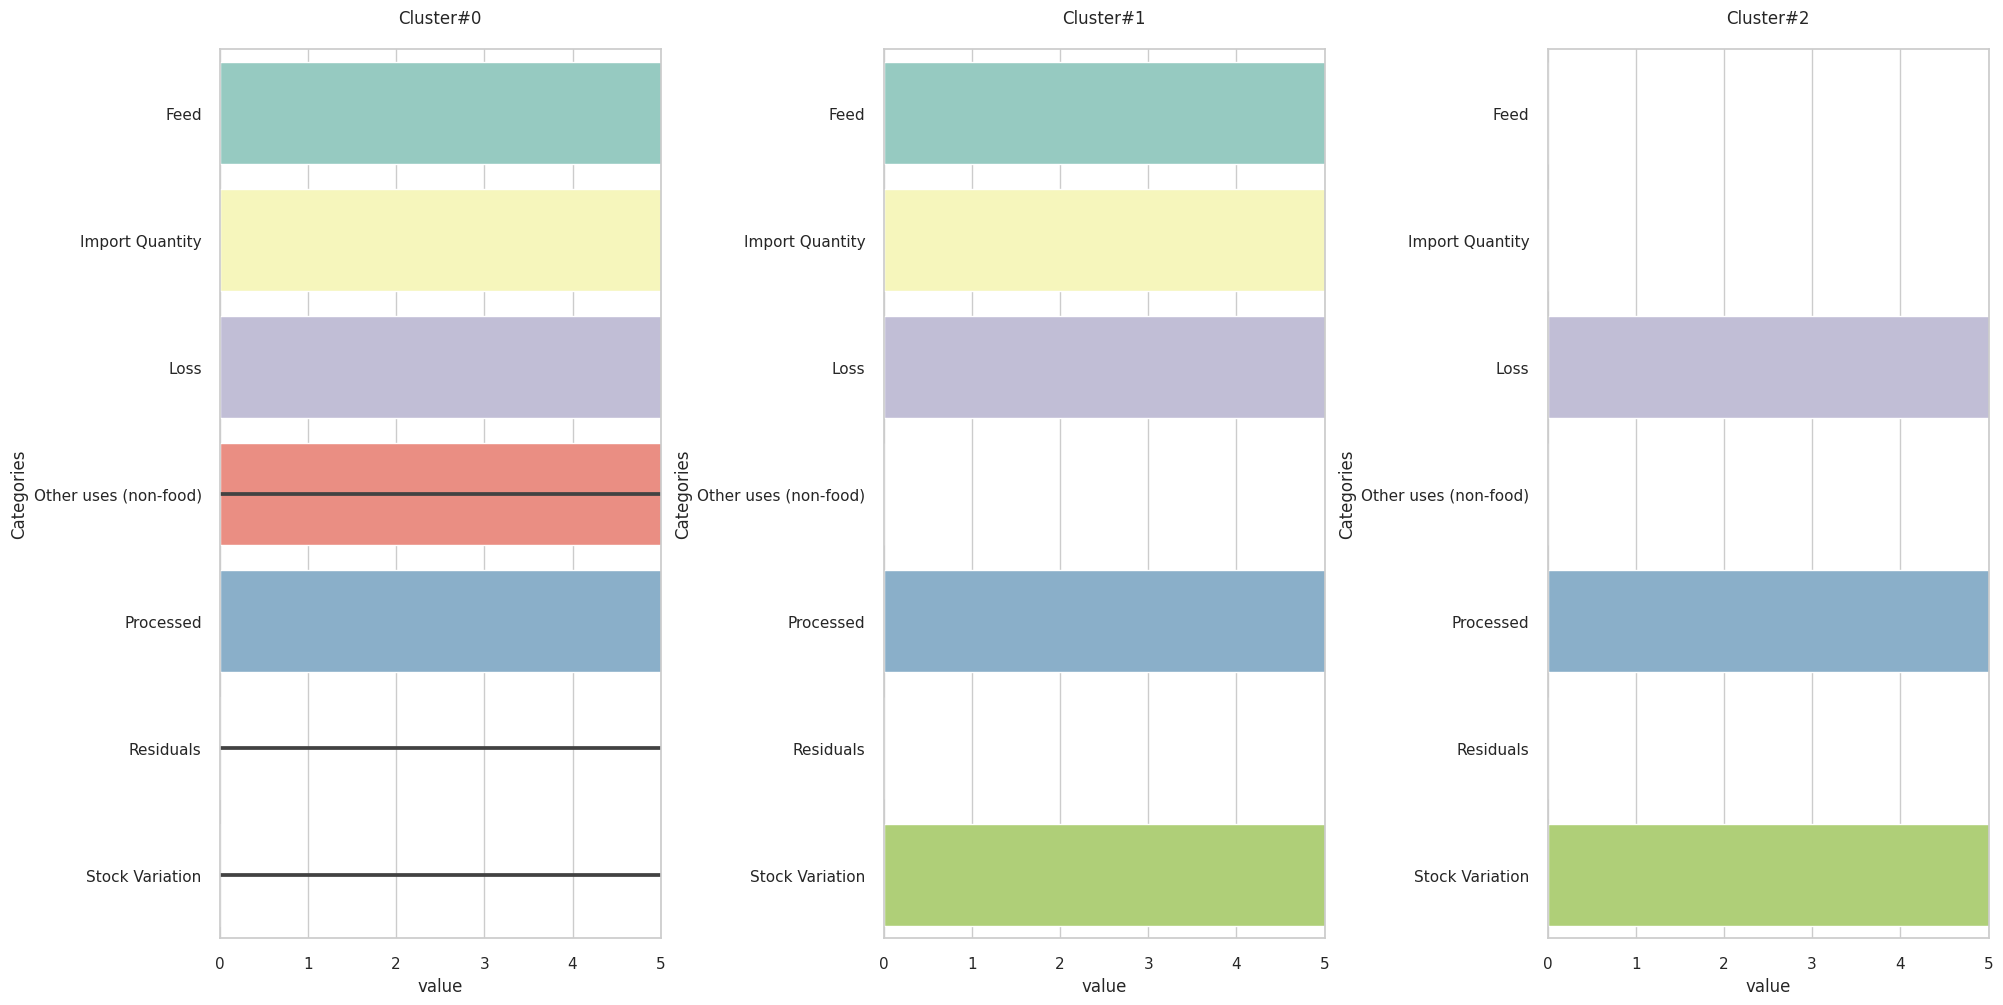 Cluster#0
Feed
Import Quantity
Loss
Other uses (non-food)
Processed
Residuals
Stock Variation
Categories
0 1 2 3 4 5
value
Cluster#1
Feed
Import Quantity
Loss
Other uses (non-food)
Processed
Residuals
Stock Variation
Categories
0 1 2 3 4 5
value
Cluster#2
Feed
Import Quantity
Loss
Other uses (non-food)
Processed
Residuals
Stock Variation
Categories
0 1 2 3 4 5
value